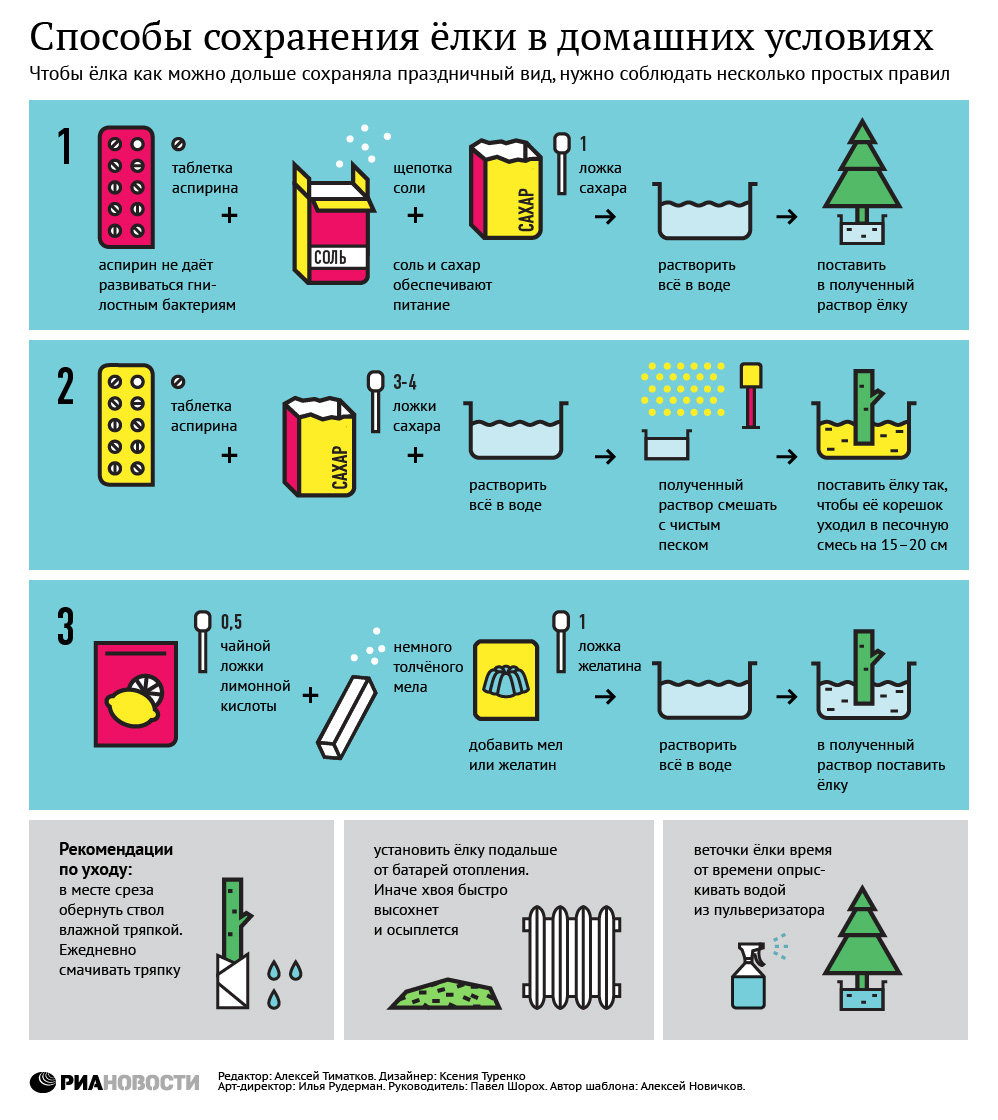 Способы сохранения ёлки в домашних условиях
Чтобы ёлка как можно дольше сохраняла праздничный вид, нужно соблюдать несколько простых правил
1
таблетка
аспирина
+
аспирин не даёт
развиваться гни-
лостным бактериям
СОЛЬ
щепотка
соли
+
соль и сахар
обеспечивают
питание
САХАР
1
ложка
сахара
→
растворить
всё в воде
→
поставить
в полученный
раствор ёлку
2
таблетка
аспирина
+
САХАР
3-4
ложки
сахара
+
растворить
всё в воде
→
полученный
раствор смешать
с чистым
песком
→
поставить ёлку так,
чтобы её корешок
уходил в песочную
смесь на 15–20 см
3
0,5
чайной
ложки
лимонной
кислоты
+
немного
толчёного
мела
1
ложка
желатина
добавить мел
или желатин
→
растворить
всё в воде
→
в полученный
раствор поставить
ёлку
Рекомендации
по уходу:
в месте среза
обернуть ствол
влажной тряпкой.
Ежедневно
смачивать тряпку
установить ёлку подальше
от батарей отопления.
Иначе хвоя быстро
высохнет
и осыплется
веточки ёлки время
от времени опрыс-
кивать водой
из пульверизатора
РИАНОВОСТИ
Редактор: Алексей Тиматков. Дизайнер: Ксения Туренко
Арт-директор: Илья Рудерман. Руководитель: Павел Шорох. Автор шаблона: Алексей Новичков.